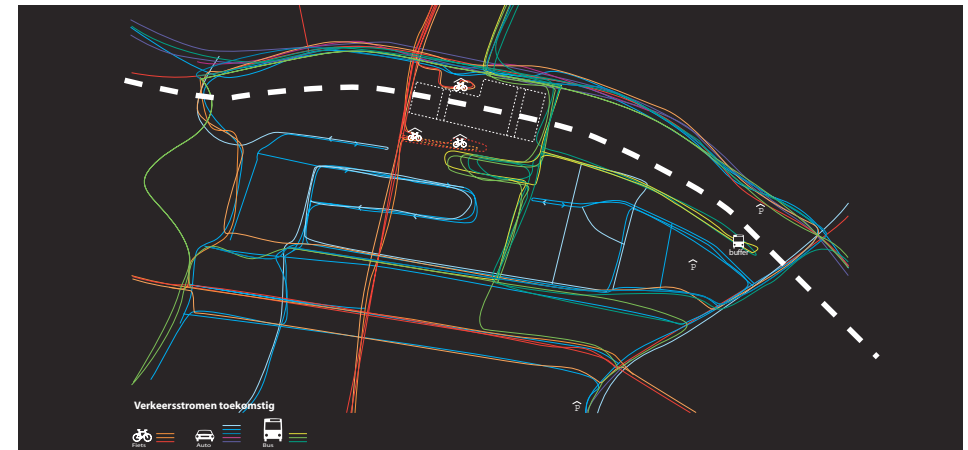 P
buffer
P
P
Verkeersstromen toekomstig
Fiets
Auto
Bus